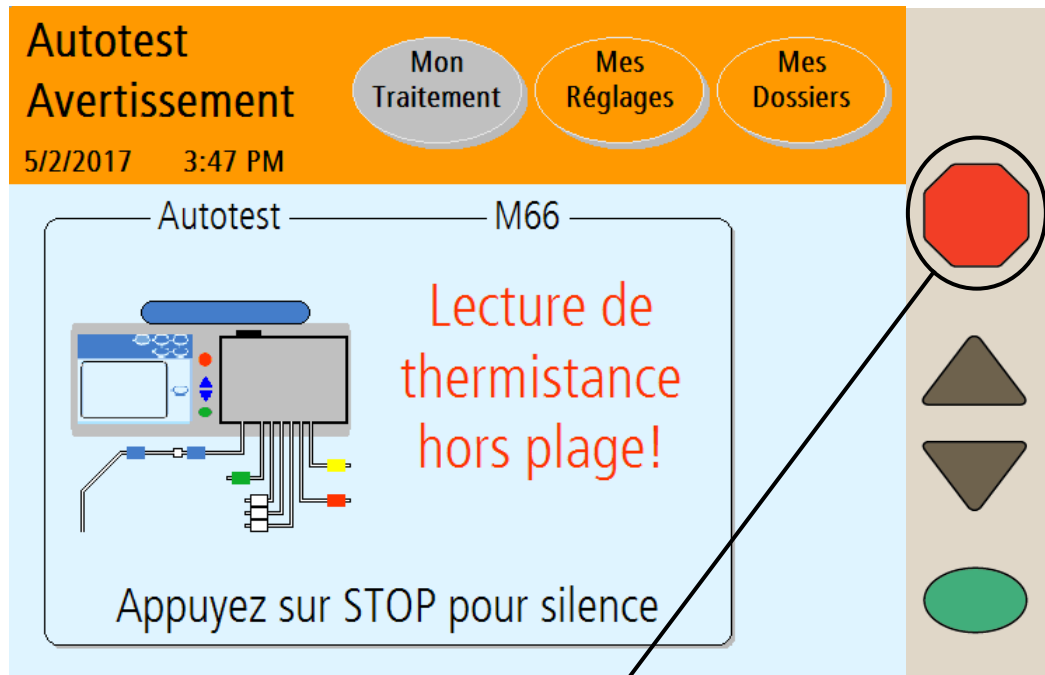 Autotest
Avertissement
5/2/2017 3:47 PM
Mon
Traitement
Mes
Réglages
Mes
Dossiers
Autotest M66
Lecture de
thermistance
hors plage!
Appuyez sur STOP pour silence